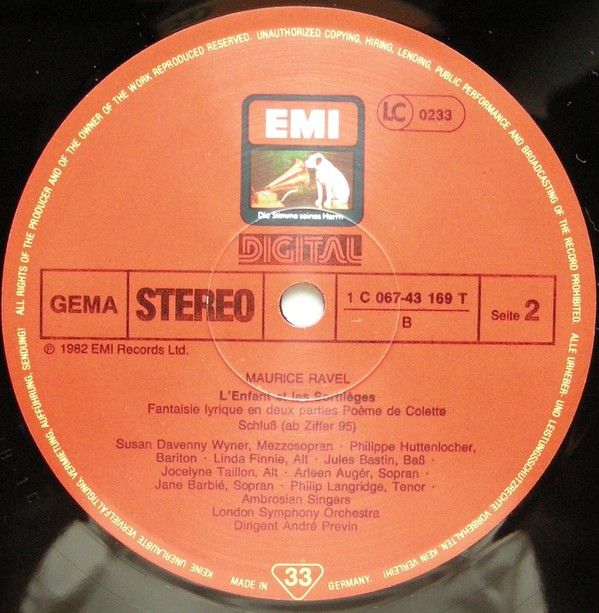 ALL RIGHTS OF THE PRODUCER AND OF THE OWNER OF THE WORK REPRODUCED RESERVED. UNAUTHORIZED COPYING, HIRING, LENDING, PUBLIC PERFORMANCE AND BROADCASTING OF THE RECORD PROHIBITED.
ALLE URHEBER- UND LEISTUNGSSCHUTZRECHTE VORBEHALTEN KEIN VERLEIH! KEINE UNERLAUBTE VERVIELFÄLTIGUNG, VERMIETUNG, AUFFÜHRUNG, SENDUNG!
EMI
LC 0233
Die Stimme seines Herrn
DIGITAL
GEMA STEREO 1 C 067-43 169 T Seite 2
B
℗ 1982 EMI Records Ltd.
MAURICE RAVEL
L'Enfant et les Sortilèges
Fantaisie lyrique en deux parties Poème de Colette
Schluß (ab Ziffer 95)
Susan Davenny Wyner, Mezzosopran · Philippe Huttenlocher,
Bariton · Linda Finnie, Alt · Jules Bastin, Baß ·
Jocelyne Taillon, Alt · Arleen Augér, Sopran ·
Jane Barbié, Sopran · Philip Langridge, Tenor ·
Ambrosian Singers
London Symphony Orchestra
Dirigent André Previn
MADE IN 33 GERMANY.